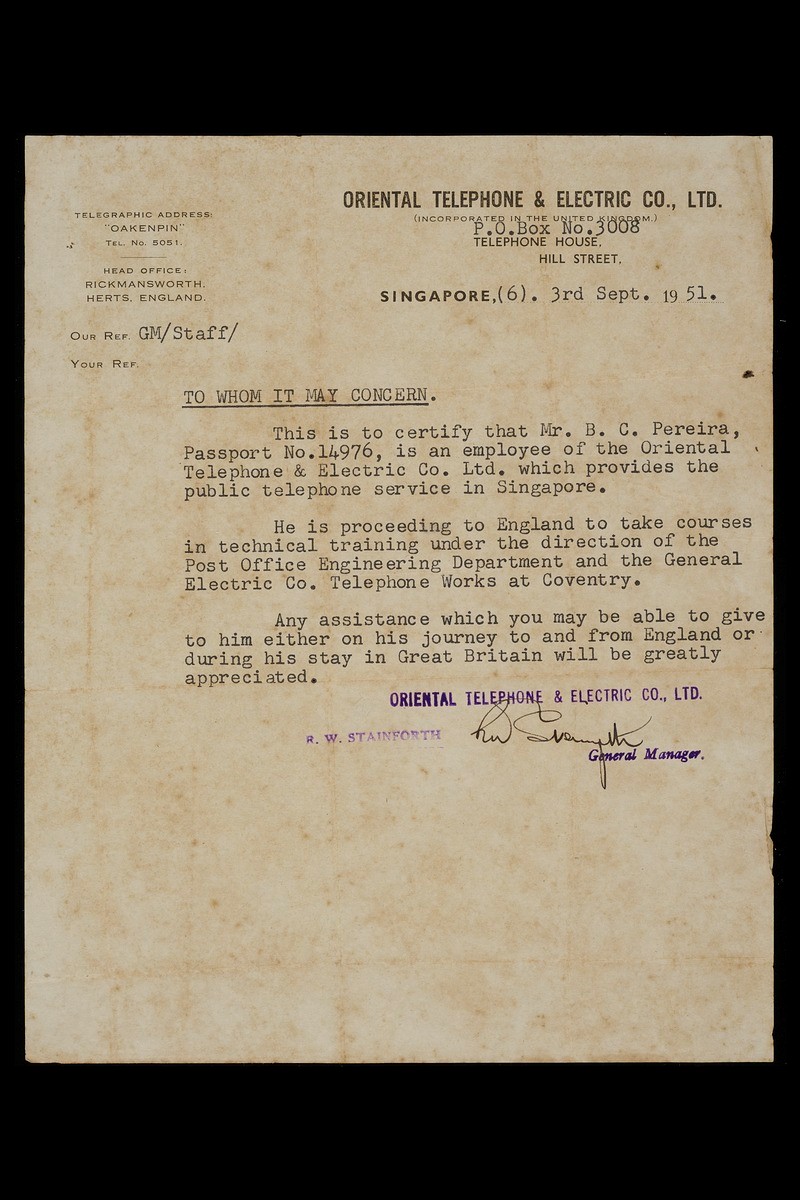 ORIENTAL TELEPHONE & ELECTRIC CO., LTD.
(INCORPORATED IN THE UNITED KINGDOM.)
P.O.Box No.3008
TELEPHONE HOUSE,
HILL STREET,
SINGAPORE,(6). 3rd Sept. 19 51.
TELEGRAPHIC ADDRESS:
"OAKENPIN"
TEL. No. 5051.
HEAD OFFICE:
RICKMANSWORTH.
HERTS. ENGLAND.
OUR REF. GM/Staff/
YOUR REF.
TO WHOM IT MAY CONCERN.
This is to certify that Mr. B. C. Pereira,
Passport No.14976, is an employee of the Oriental
Telephone & Electric Co. Ltd. which provides the
public telephone service in Singapore.
He is proceeding to England to take courses
in technical training under the direction of the
Post Office Engineering Department and the General
Electric Co. Telephone Works at Coventry.
Any assistance which you may be able to give
to him either on his journey to and from England or
during his stay in Great Britain will be greatly
appreciated.
ORIENTAL TELEPHONE & ELECTRIC CO., LTD.
R. W. STAINFORTH
General Manager.